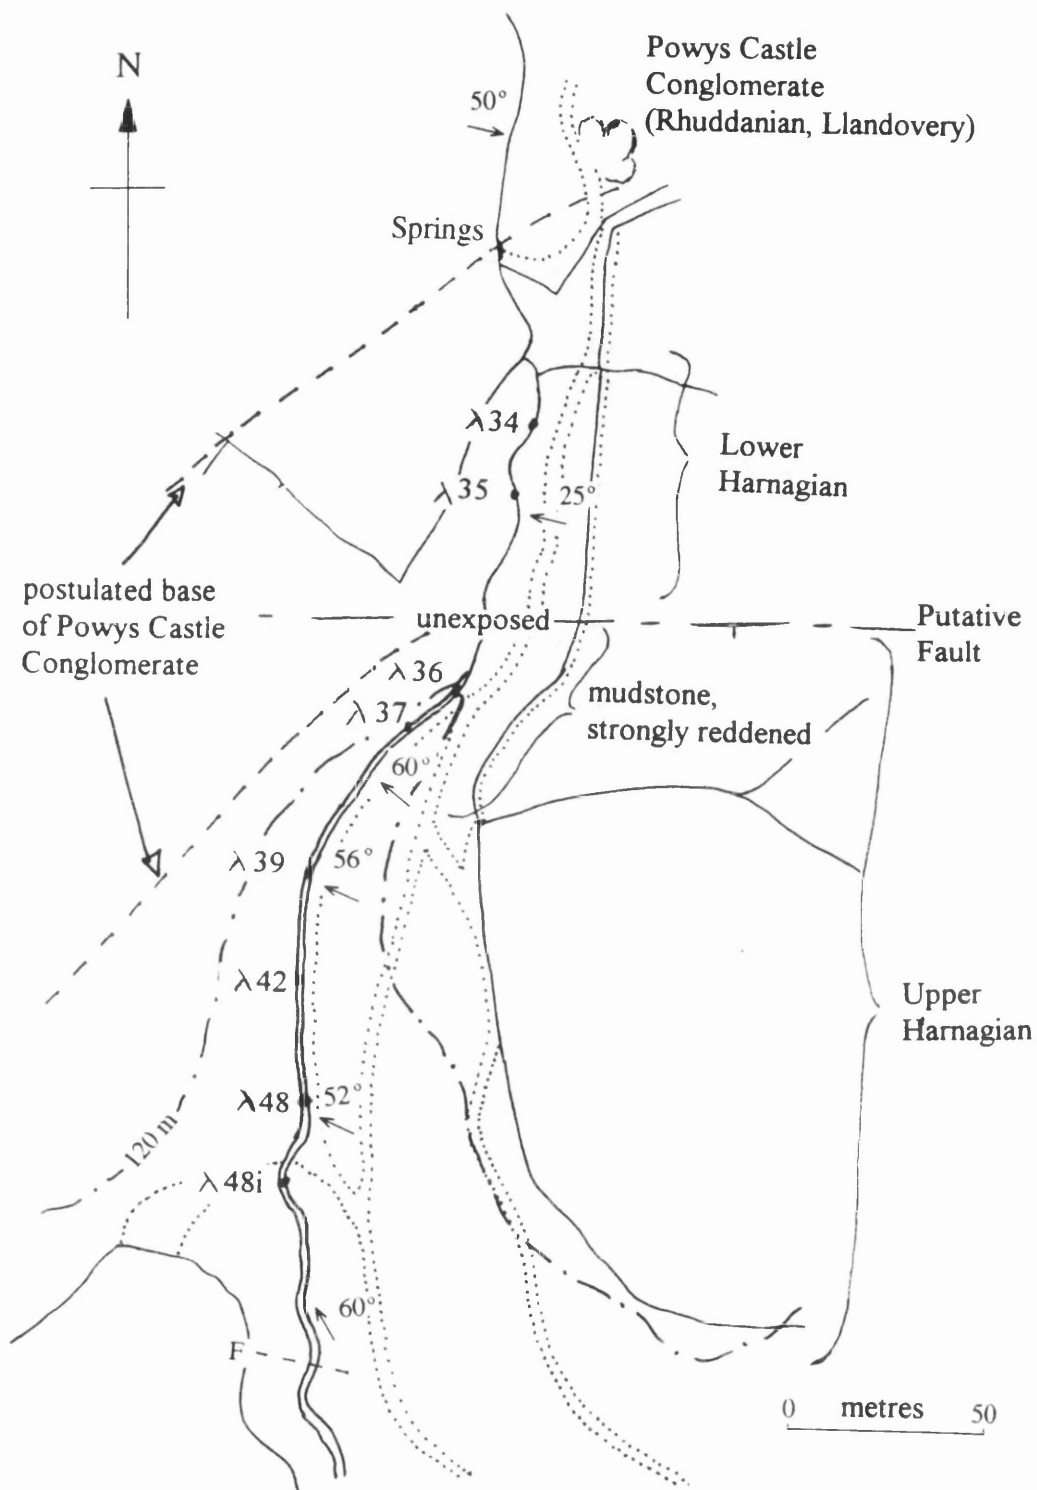 N
Powys Castle
Conglomerate
(Rhuddanian, Llandovery)
50°
Springs
λ34
Lower
Harnagian
λ35
25°
postulated base
of Powys Castle
Conglomerate
unexposed
Putative
Fault
λ36
mudstone,
strongly reddened
λ37
60°
λ39
56°
λ42
Upper
Harnagian
λ48
52°
120 m
λ48i
60°
F
0 metres 50